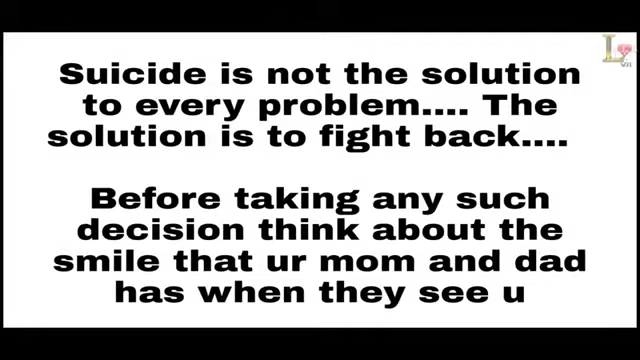 Suicide is not the solution
to every problem.... The
solution is to fight back....
Before taking any such
decision think about the
smile that ur mom and dad
has when they see u